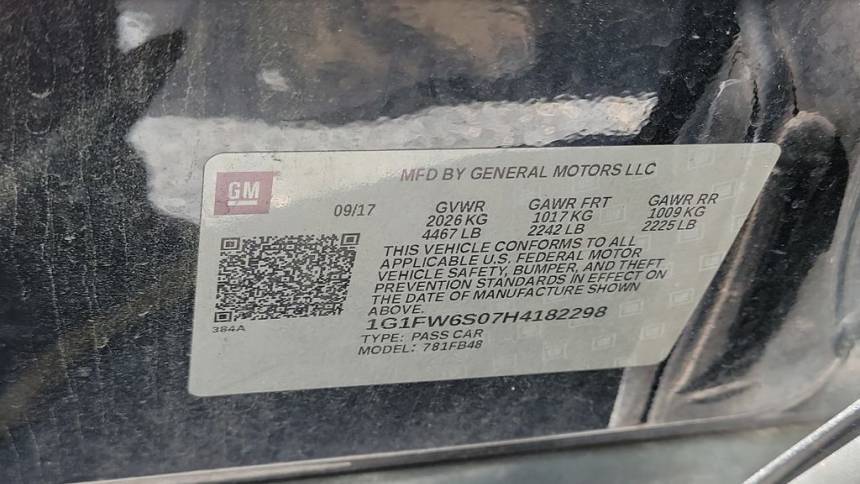 MFD BY GENERAL MOTORS LLC
GM
09/17
GVWR
2026 KG
4467 LB
GAWR FRT
1017 KG
2242 LB
GAWR RR
1009 KG
2225 LB
THIS VEHICLE CONFORMS TO ALL
APPLICABLE U.S. FEDERAL MOTOR
VEHICLE SAFETY, BUMPER, AND THEFT
PREVENTION STANDARDS IN EFFECT ON
THE DATE OF MANUFACTURE SHOWN
ABOVE.
384A
1G1FW6S07H4182298
TYPE: PASS CAR
MODEL: 781FB48